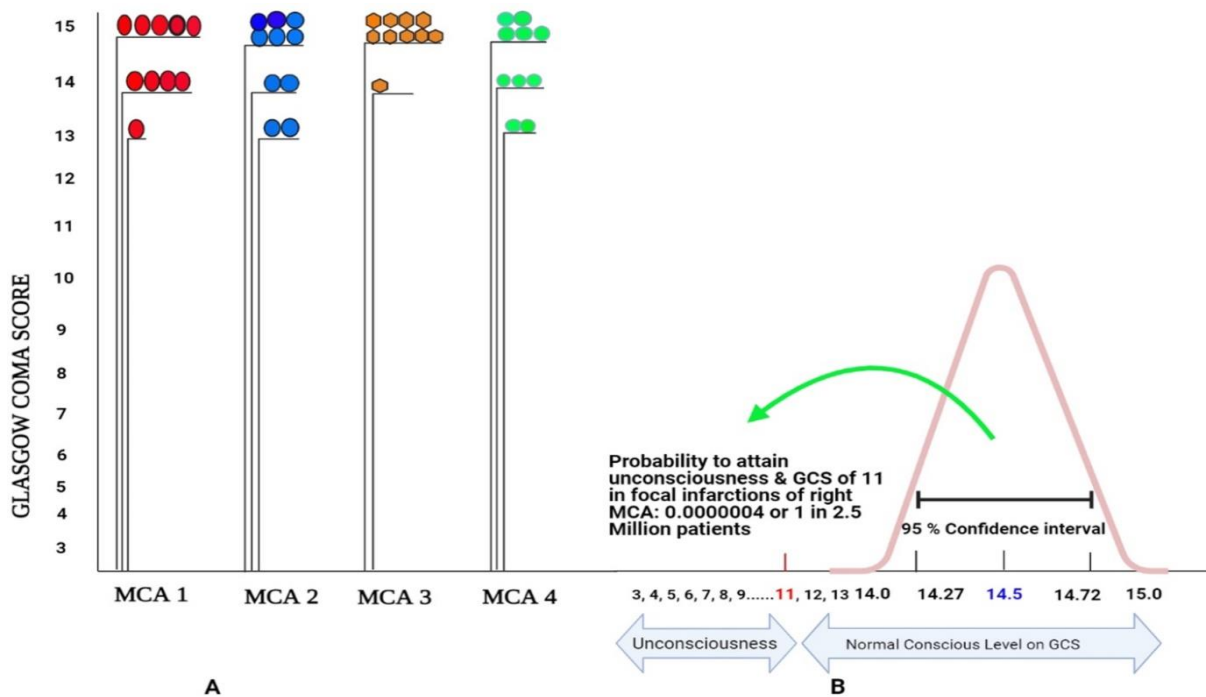 GLASGOW COMA SCORE
15
14
13
12
11
10
9
8
7
6
5
4
3
MCA 1
MCA 2
MCA 3
MCA 4
A
Probability to attain
unconsciousness & GCS of 11
in focal infarctions of right
MCA: 0.0000004 or 1 in 2.5
Million patients
95 % Confidence interval
3, 4, 5, 6, 7, 8, 9......11, 12, 13 14.0 14.27 14.5 14.72 15.0
Unconsciousness
Normal Conscious Level on GCS
B